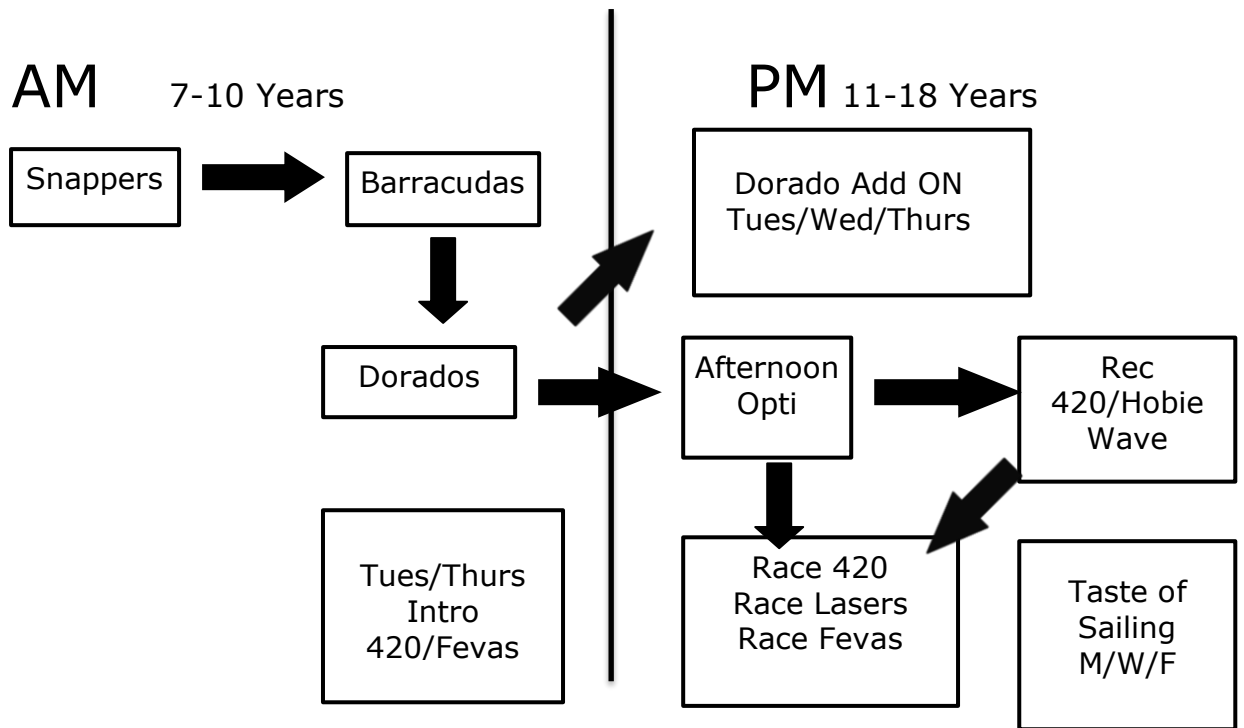 AM 7-10 Years
PM 11-18 Years
Snappers
Barracudas
Dorado Add ON
Tues/Wed/Thurs
Dorados
Afternoon
Opti
Rec
420/Hobie
Wave
Tues/Thurs
Intro
420/Fevas
Race 420
Race Lasers
Race Fevas
Taste of
Sailing
M/W/F